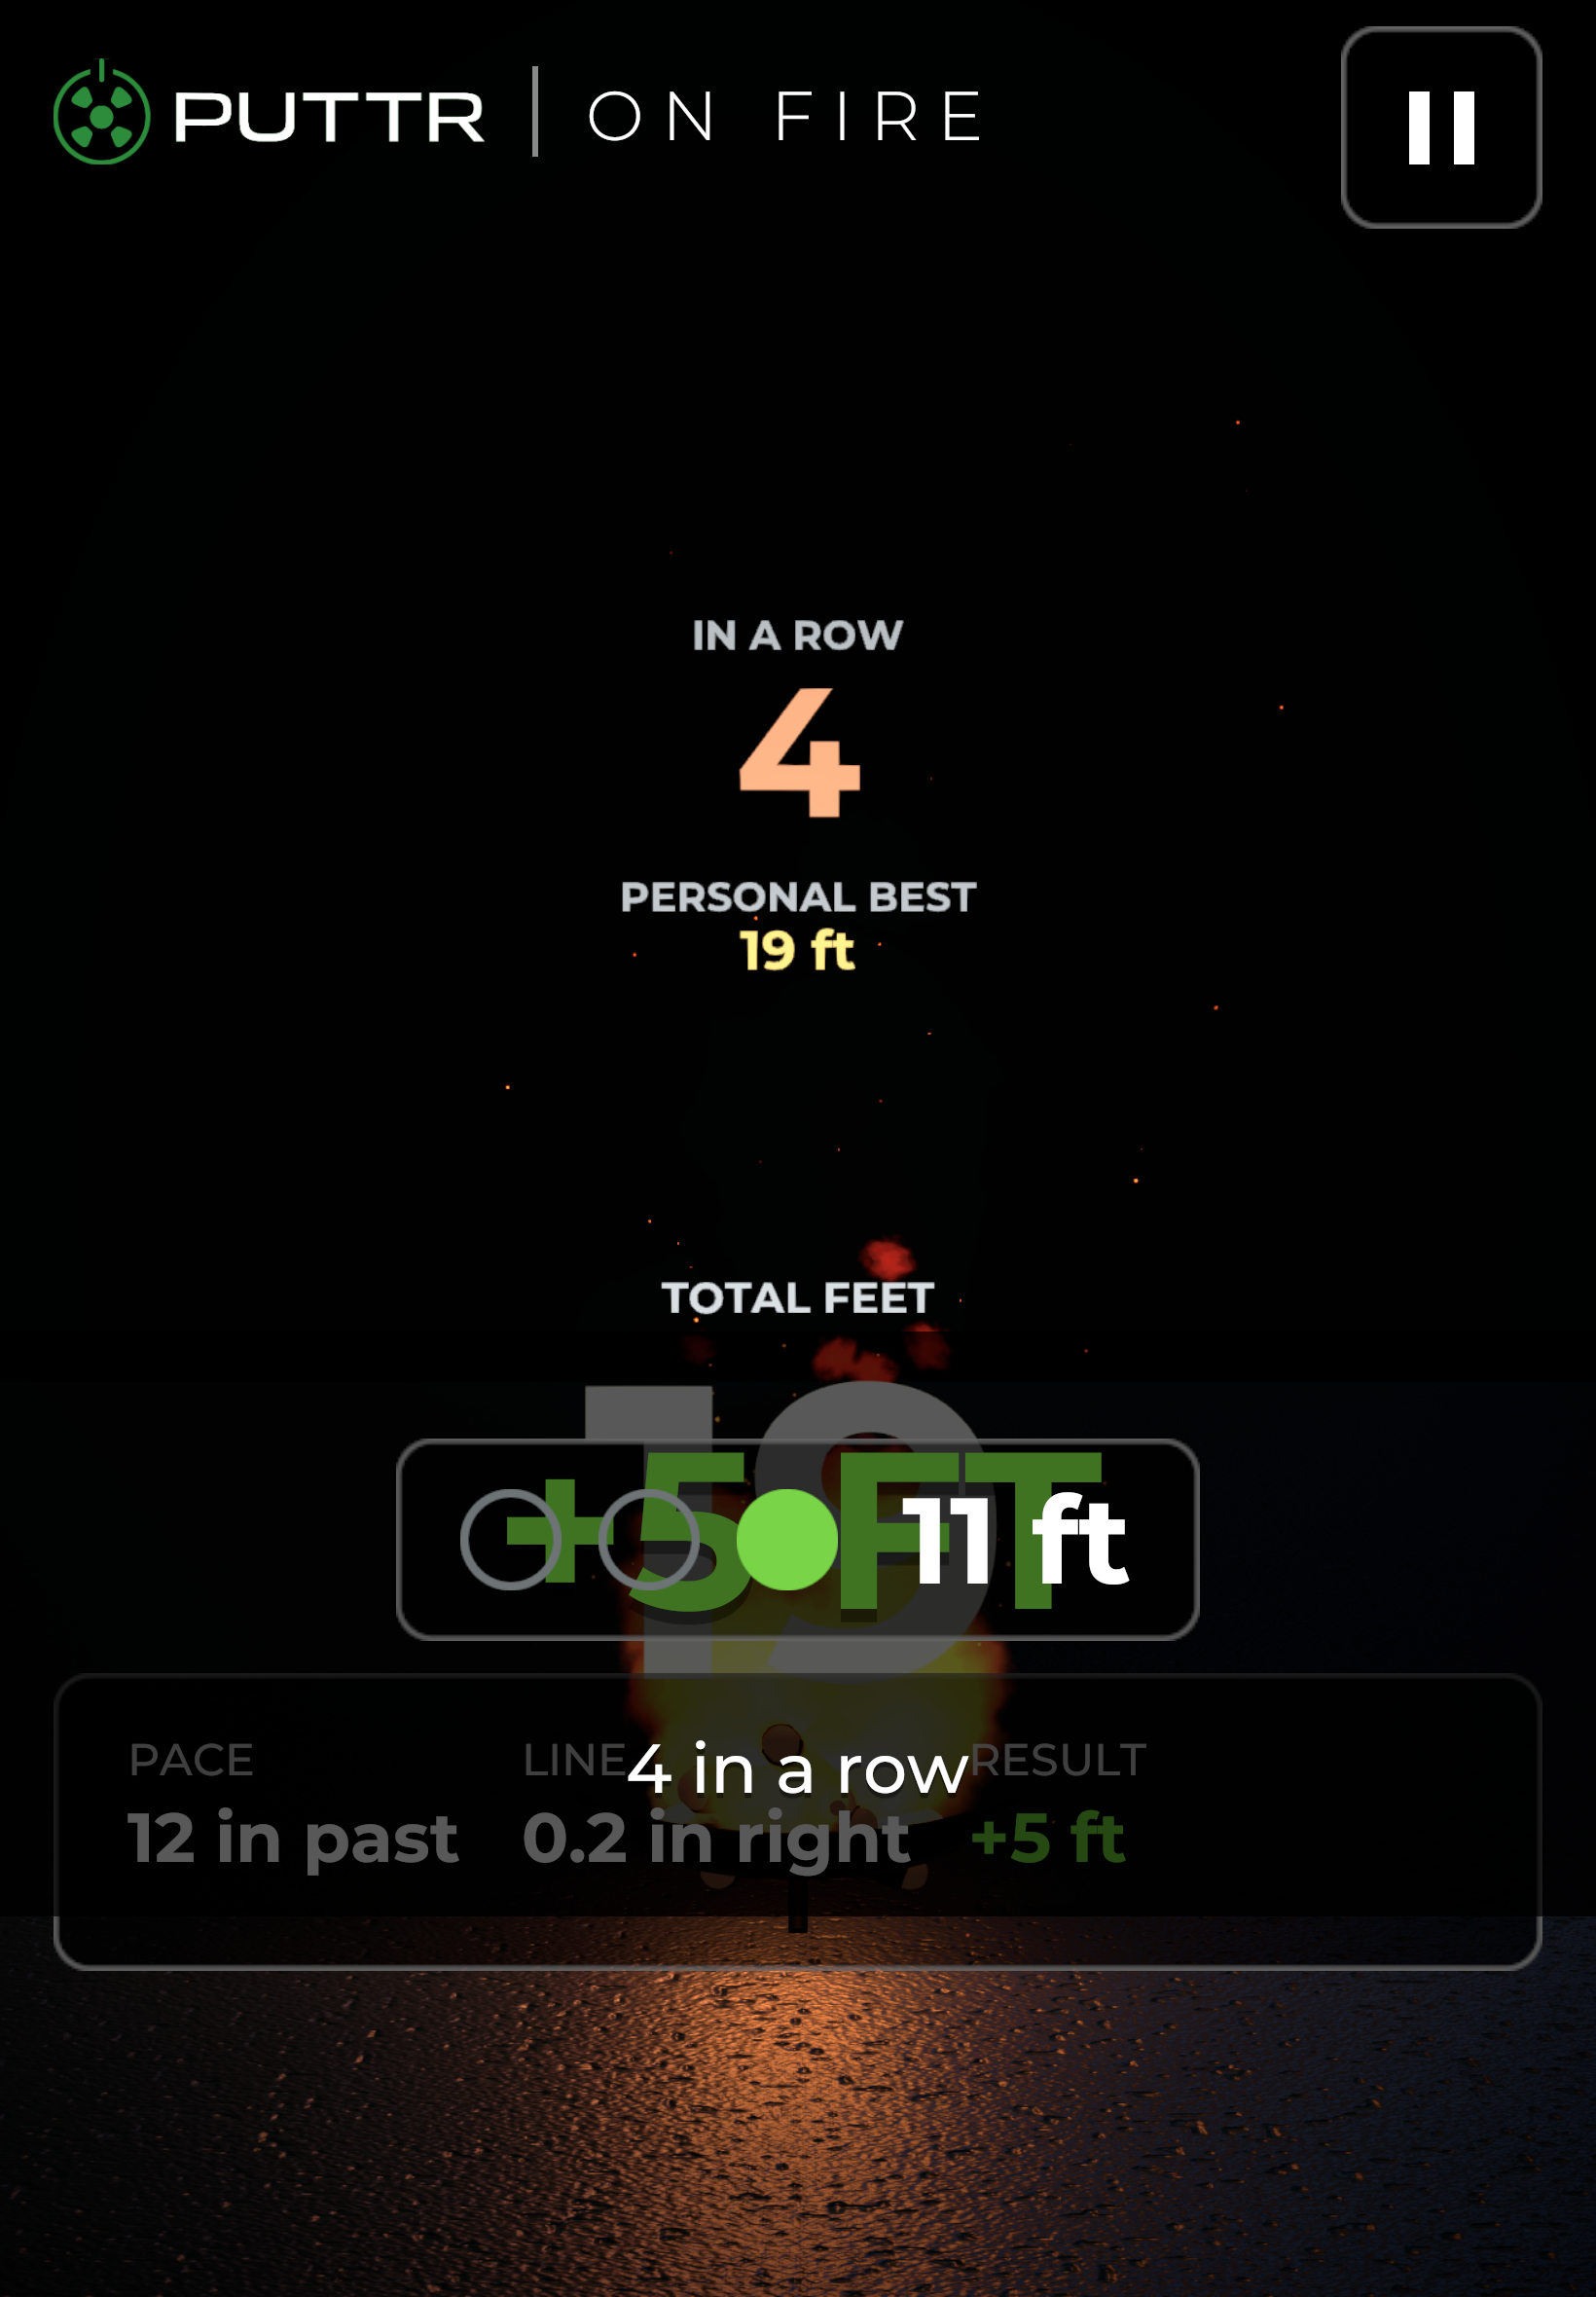 PUTTR | ON FIRE
IN A ROW
4
PERSONAL BEST
19 ft
TOTAL FEET
19
+5 FT
11 ft
4 in a row
PACE LINE RESULT
12 in past 0.2 in right +5 ft